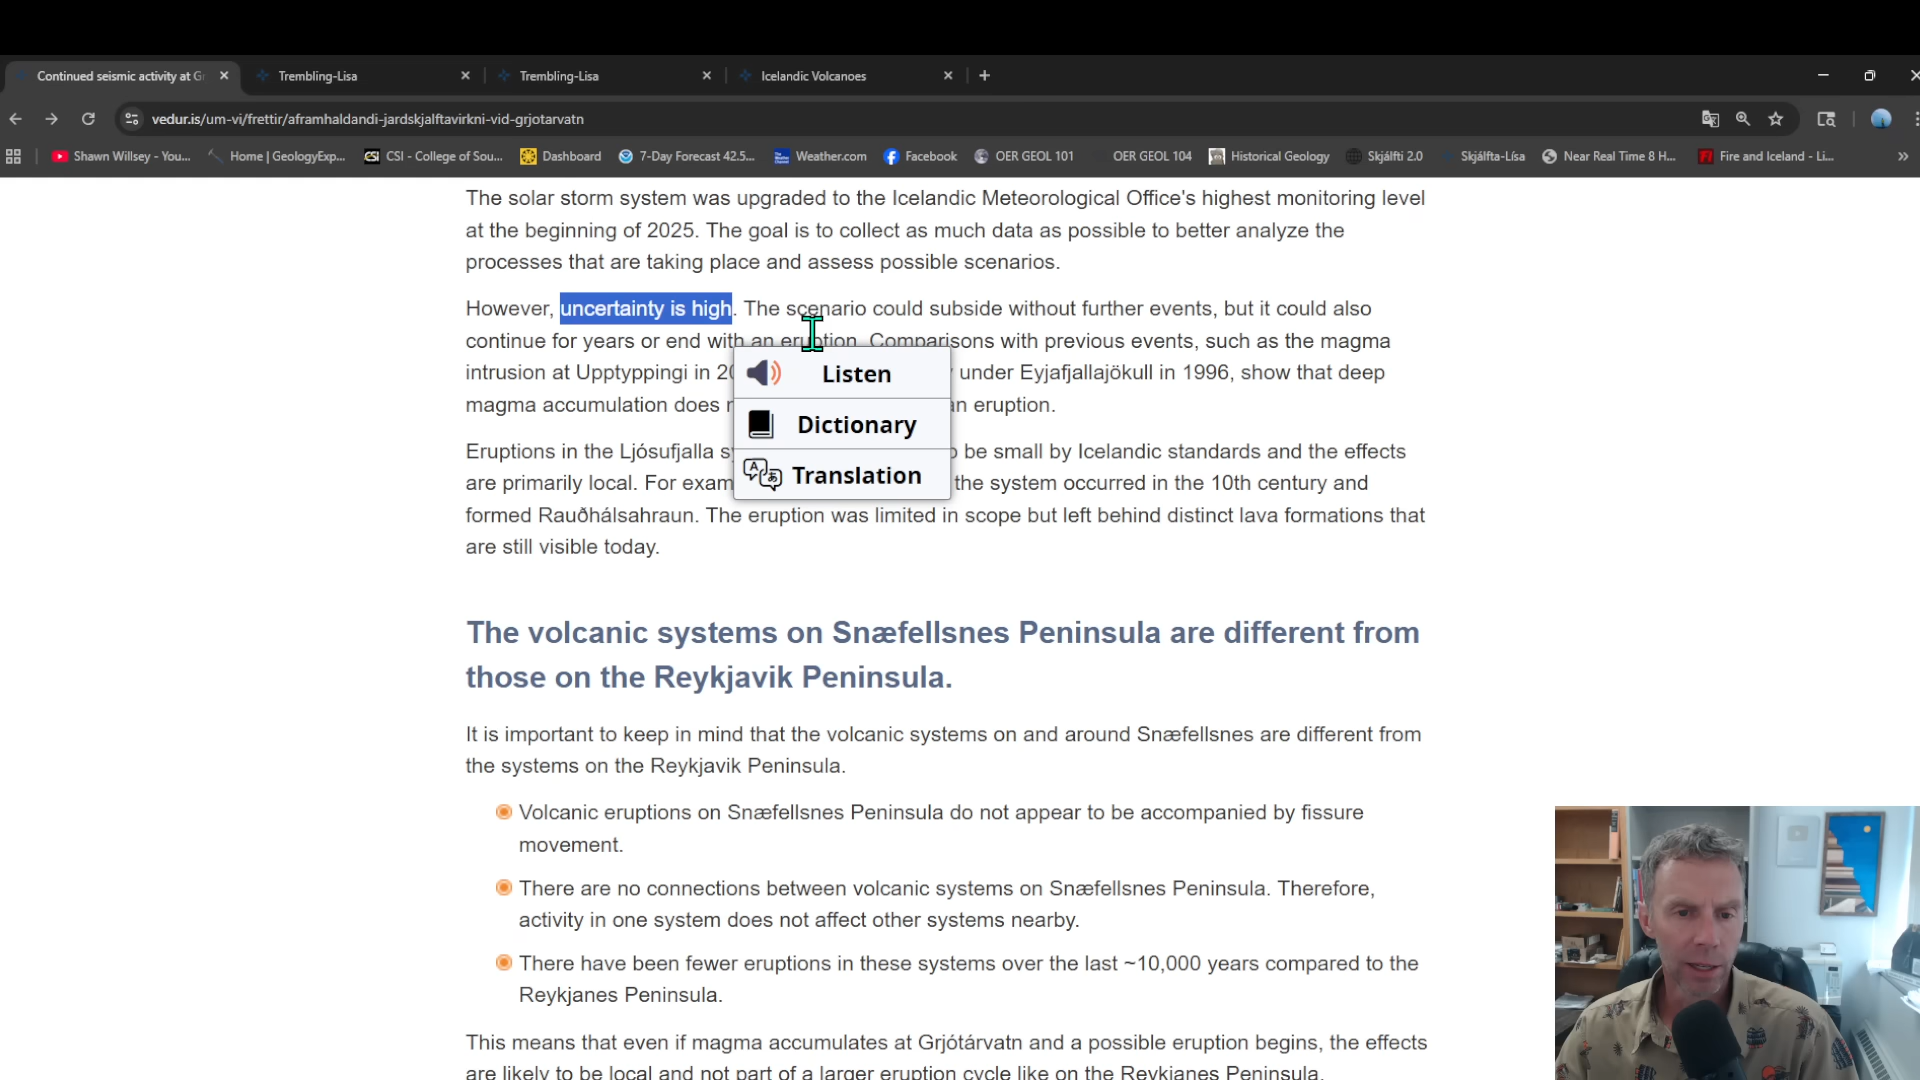 Continued seismic activity at Gr
Trembling-Lisa
Trembling-Lisa
Icelandic Volcanoes
vedur.is/um-vi/frettir/aframhaldandi-jardskjalftavirkni-vid-grjotarvatn
Shawn Willsey - You...
Home | GeologyExp...
CSI - College of Sou...
Dashboard
7-Day Forecast 42.5...
Weather.com
Facebook
OER GEOL 101
OER GEOL 104
Historical Geology
Skjálfti 2.0
Skjálfta-Lísa
Near Real Time 8 H...
Fire and Iceland - Li...
The solar storm system was upgraded to the Icelandic Meteorological Office's highest monitoring level
at the beginning of 2025. The goal is to collect as much data as possible to better analyze the
processes that are taking place and assess possible scenarios.
However, uncertainty is high. The scenario could subside without further events, but it could also
continue for years or end with an eruption. Comparisons with previous events, such as the magma
intrusion at Upptyppingi in 20 under Eyjafjallajökull in 1996, show that deep
magma accumulation does an eruption.
Listen
Dictionary
Translation
Eruptions in the Ljósufjalla be small by Icelandic standards and the effects
are primarily local. For exam the system occurred in the 10th century and
formed Rauðhálsahraun. The eruption was limited in scope but left behind distinct lava formations that
are still visible today.
The volcanic systems on Snæfellsnes Peninsula are different from
those on the Reykjavik Peninsula.
It is important to keep in mind that the volcanic systems on and around Snæfellsnes are different from
the systems on the Reykjavik Peninsula.
Volcanic eruptions on Snæfellsnes Peninsula do not appear to be accompanied by fissure
movement.
There are no connections between volcanic systems on Snæfellsnes Peninsula. Therefore,
activity in one system does not affect other systems nearby.
There have been fewer eruptions in these systems over the last ~10,000 years compared to the
Reykjanes Peninsula.
This means that even if magma accumulates at Grjótárvatn and a possible eruption begins, the effects
are likely to be local and not part of a larger eruption cycle like on the Reykjanes Peninsula.